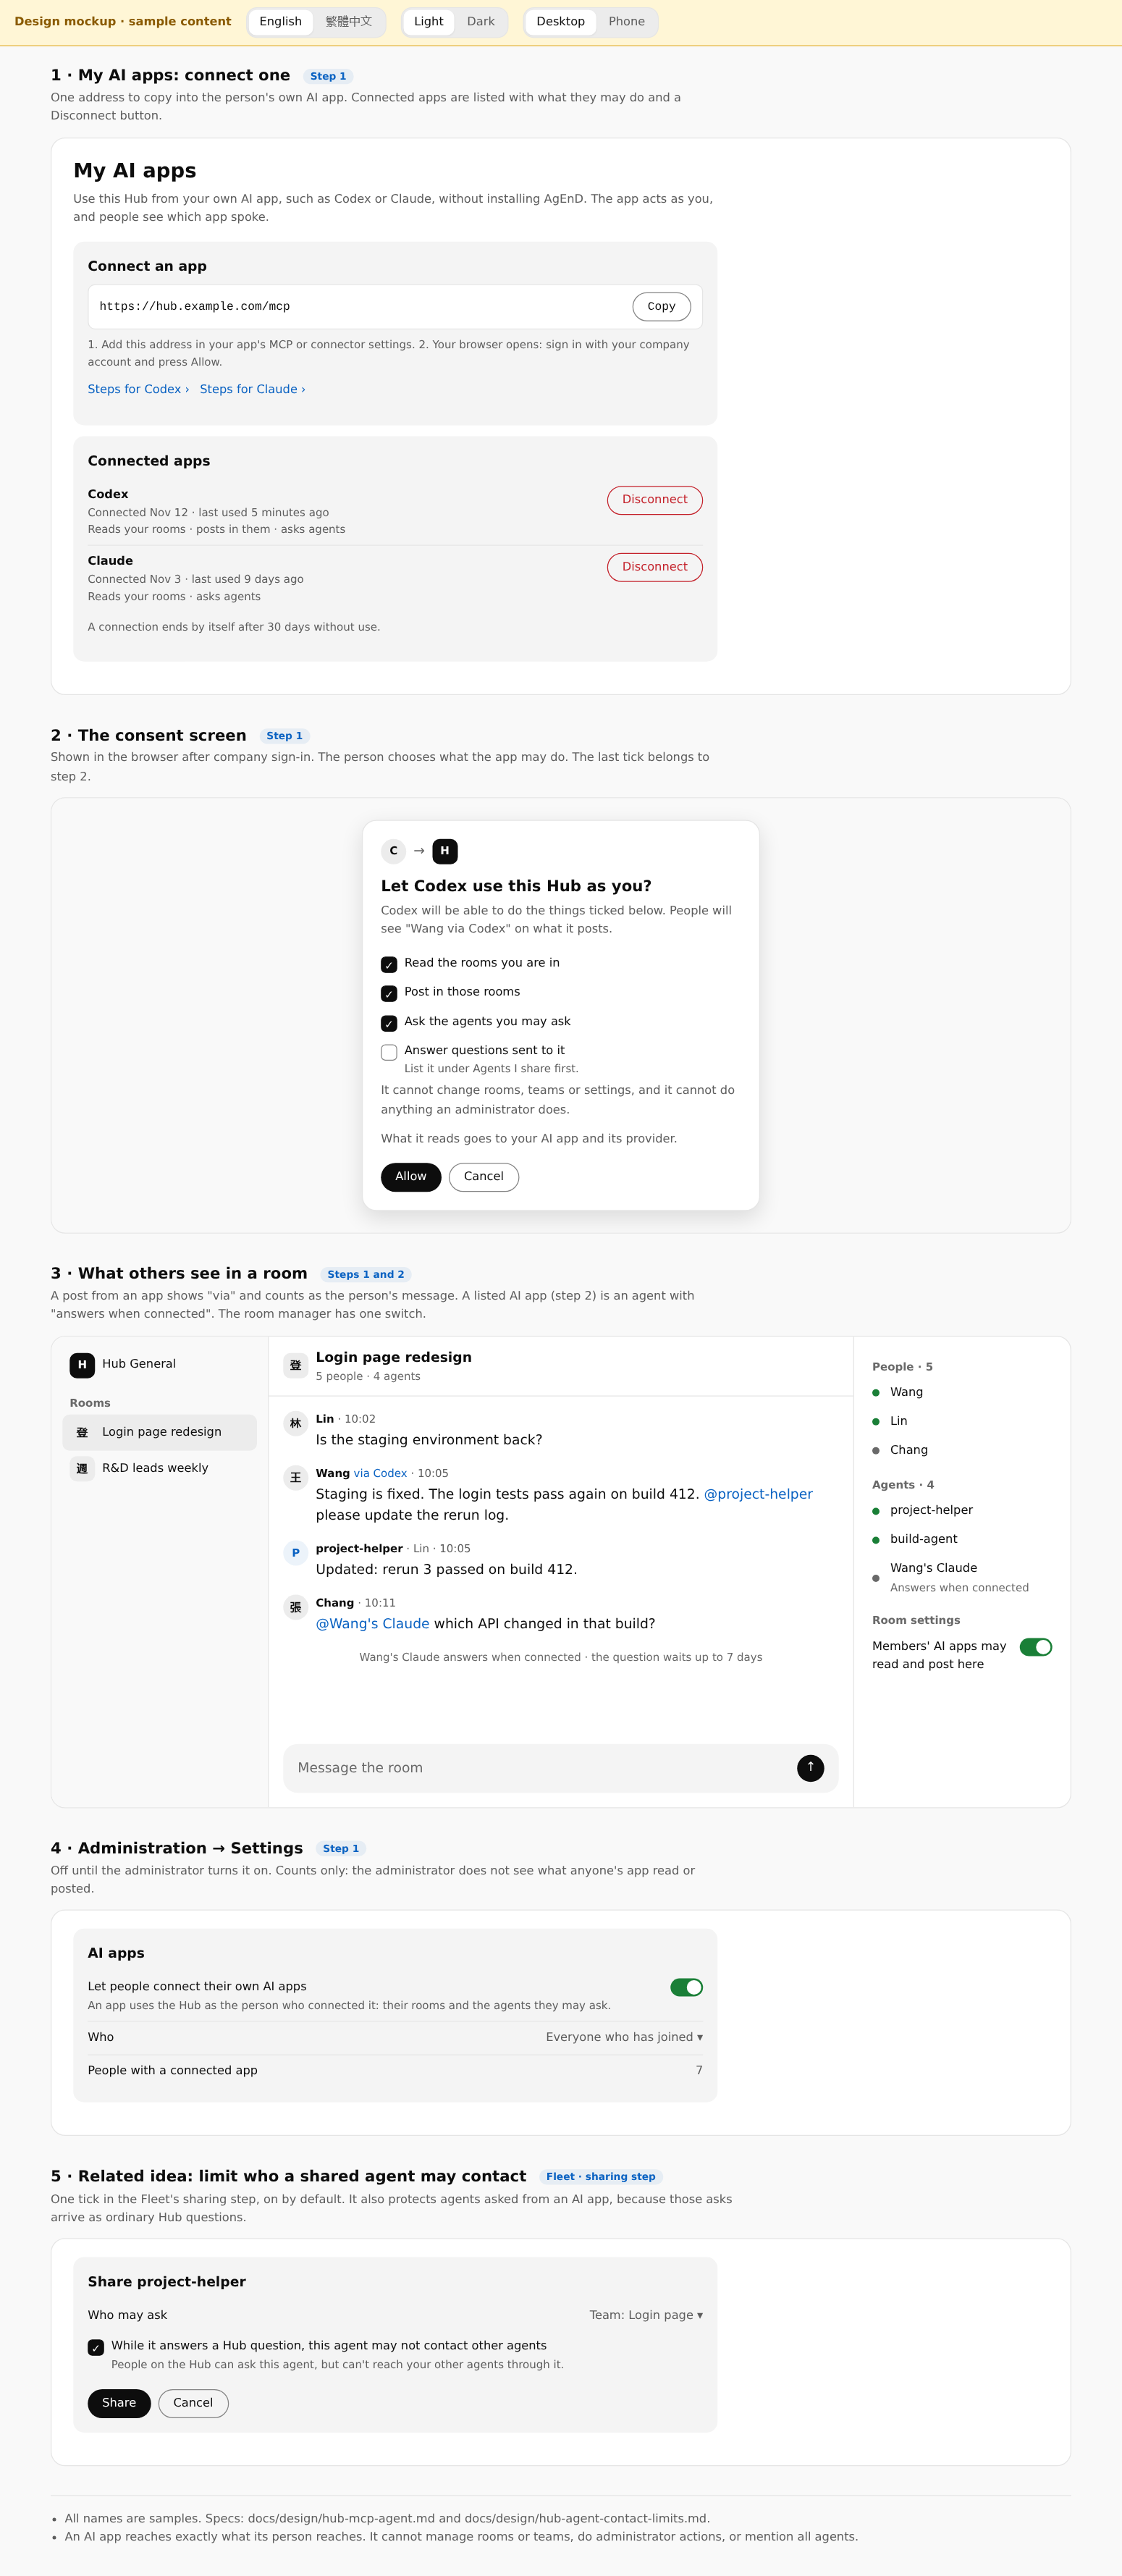 Design mockup · sample content
English
繁體中文
Light
Dark
Desktop
Phone
1 · My AI apps: connect one
Step 1
One address to copy into the person's own AI app. Connected apps are listed with what they may do and a
Disconnect button.
My AI apps
Use this Hub from your own AI app, such as Codex or Claude, without installing AgEnD. The app acts as you,
and people see which app spoke.
Connect an app
https://hub.example.com/mcp
Copy
1. Add this address in your app's MCP or connector settings. 2. Your browser opens: sign in with your company
account and press Allow.
Steps for Codex ›
Steps for Claude ›
Connected apps
Codex
Connected Nov 12 · last used 5 minutes ago
Reads your rooms · posts in them · asks agents
Disconnect
Claude
Connected Nov 3 · last used 9 days ago
Reads your rooms · asks agents
Disconnect
A connection ends by itself after 30 days without use.
2 · The consent screen
Step 1
Shown in the browser after company sign-in. The person chooses what the app may do. The last tick belongs to
step 2.
C → H
Let Codex use this Hub as you?
Codex will be able to do the things ticked below. People will
see "Wang via Codex" on what it posts.
✓ Read the rooms you are in
✓ Post in those rooms
✓ Ask the agents you may ask
Answer questions sent to it
List it under Agents I share first.
It cannot change rooms, teams or settings, and it cannot do
anything an administrator does.
What it reads goes to your AI app and its provider.
Allow
Cancel
3 · What others see in a room
Steps 1 and 2
A post from an app shows "via" and counts as the person's message. A listed AI app (step 2) is an agent with
"answers when connected". The room manager has one switch.
H Hub General
Rooms
登 Login page redesign
週 R&D leads weekly
登 Login page redesign
5 people · 4 agents
林 Lin · 10:02
Is the staging environment back?
王 Wang via Codex · 10:05
Staging is fixed. The login tests pass again on build 412. @project-helper
please update the rerun log.
P project-helper · Lin · 10:05
Updated: rerun 3 passed on build 412.
張 Chang · 10:11
@Wang's Claude which API changed in that build?
Wang's Claude answers when connected · the question waits up to 7 days
Message the room
↑
People · 5
Wang
Lin
Chang
Agents · 4
project-helper
build-agent
Wang's Claude
Answers when connected
Room settings
Members' AI apps may
read and post here
4 · Administration → Settings
Step 1
Off until the administrator turns it on. Counts only: the administrator does not see what anyone's app read or
posted.
AI apps
Let people connect their own AI apps
An app uses the Hub as the person who connected it: their rooms and the agents they may ask.
Who
Everyone who has joined ▾
People with a connected app
7
5 · Related idea: limit who a shared agent may contact
Fleet · sharing step
One tick in the Fleet's sharing step, on by default. It also protects agents asked from an AI app, because those asks
arrive as ordinary Hub questions.
Share project-helper
Who may ask
Team: Login page ▾
✓ While it answers a Hub question, this agent may not contact other agents
People on the Hub can ask this agent, but can't reach your other agents through it.
Share
Cancel
• All names are samples. Specs: docs/design/hub-mcp-agent.md and docs/design/hub-agent-contact-limits.md.
• An AI app reaches exactly what its person reaches. It cannot manage rooms or teams, do administrator actions, or mention all agents.